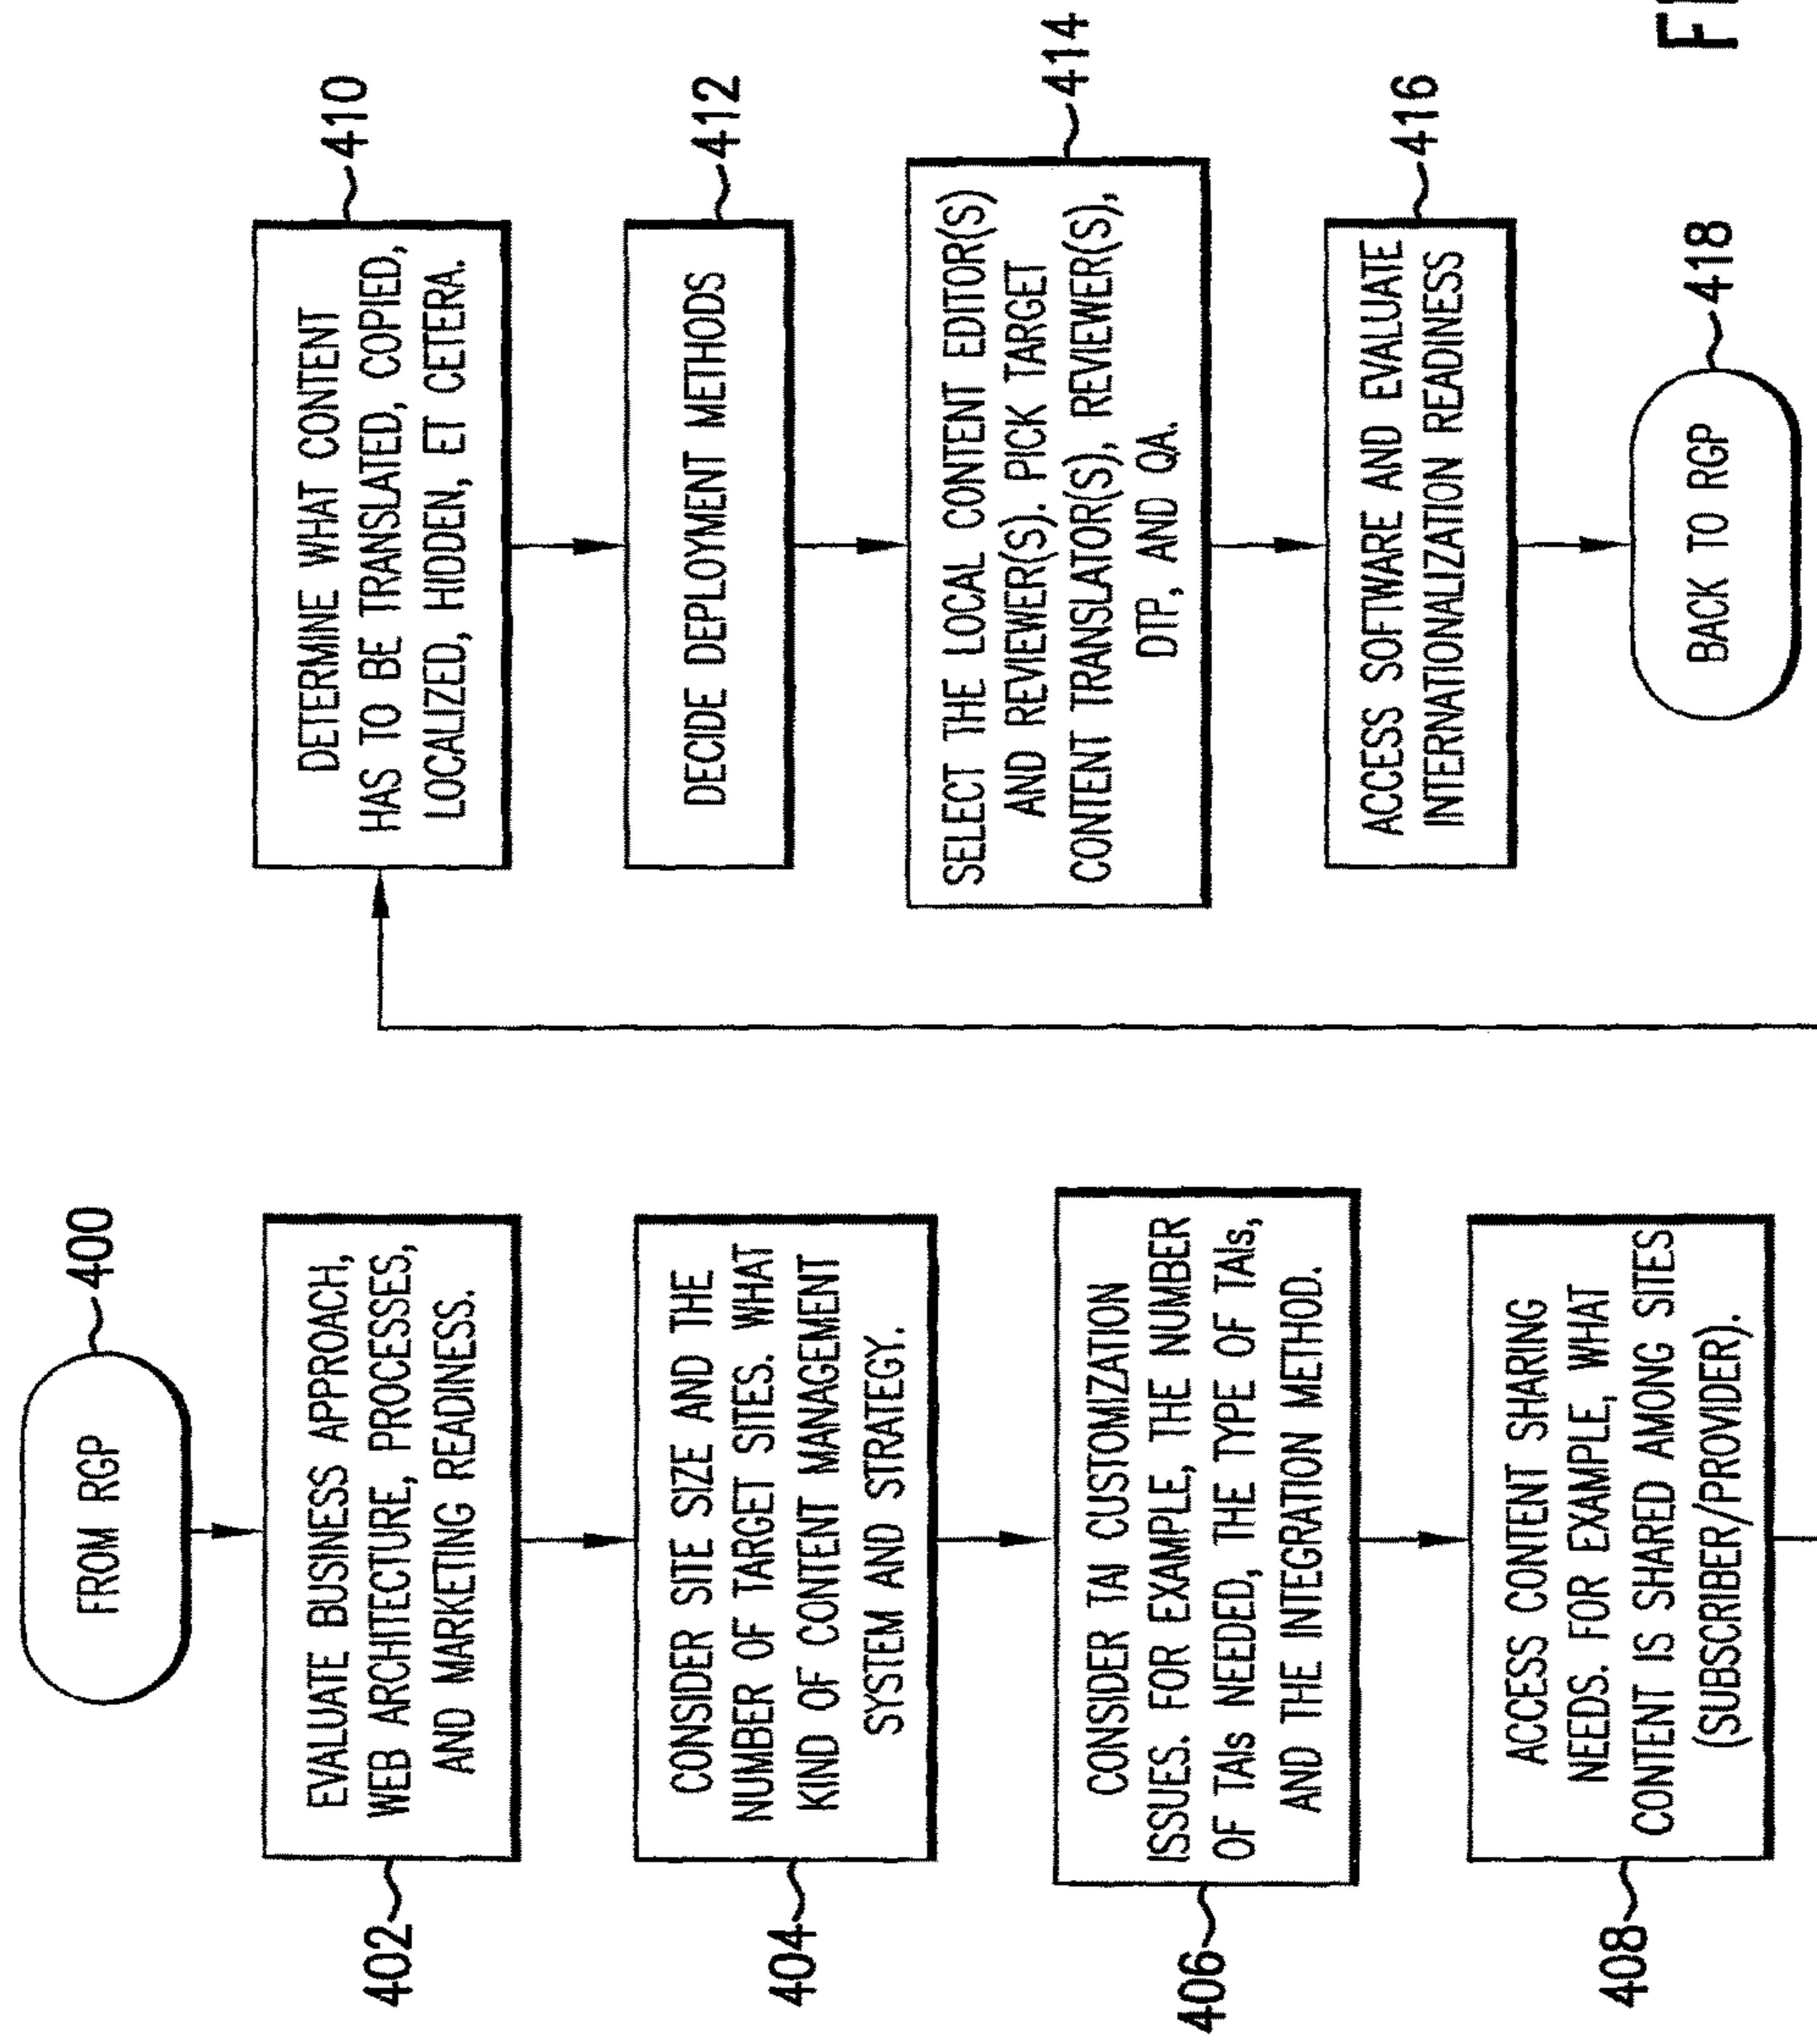 FROM RGP
400
EVALUATE BUSINESS APPROACH,
WEB ARCHITECTURE, PROCESSES,
AND MARKETING READINESS.
402
CONSIDER SITE SIZE AND THE
NUMBER OF TARGET SITES. WHAT
KIND OF CONTENT MANAGEMENT
SYSTEM AND STRATEGY.
404
CONSIDER TAI CUSTOMIZATION
ISSUES. FOR EXAMPLE, THE NUMBER
OF TAIs NEEDED, THE TYPE OF TAIs,
AND THE INTEGRATION METHOD.
406
ACCESS CONTENT SHARING
NEEDS. FOR EXAMPLE, WHAT
CONTENT IS SHARED AMONG SITES
(SUBSCRIBER/PROVIDER).
408
DETERMINE WHAT CONTENT
HAS TO BE TRANSLATED, COPIED,
LOCALIZED, HIDDEN, ET CETERA.
410
DECIDE DEPLOYMENT METHODS
412
SELECT THE LOCAL CONTENT EDITOR(S)
AND REVIEWER(S). PICK TARGET
CONTENT TRANSLATOR(S), REVIEWER(S),
DTP, AND QA.
414
ACCESS SOFTWARE AND EVALUATE
INTERNATIONALIZATION READINESS
416
BACK TO RGP
418